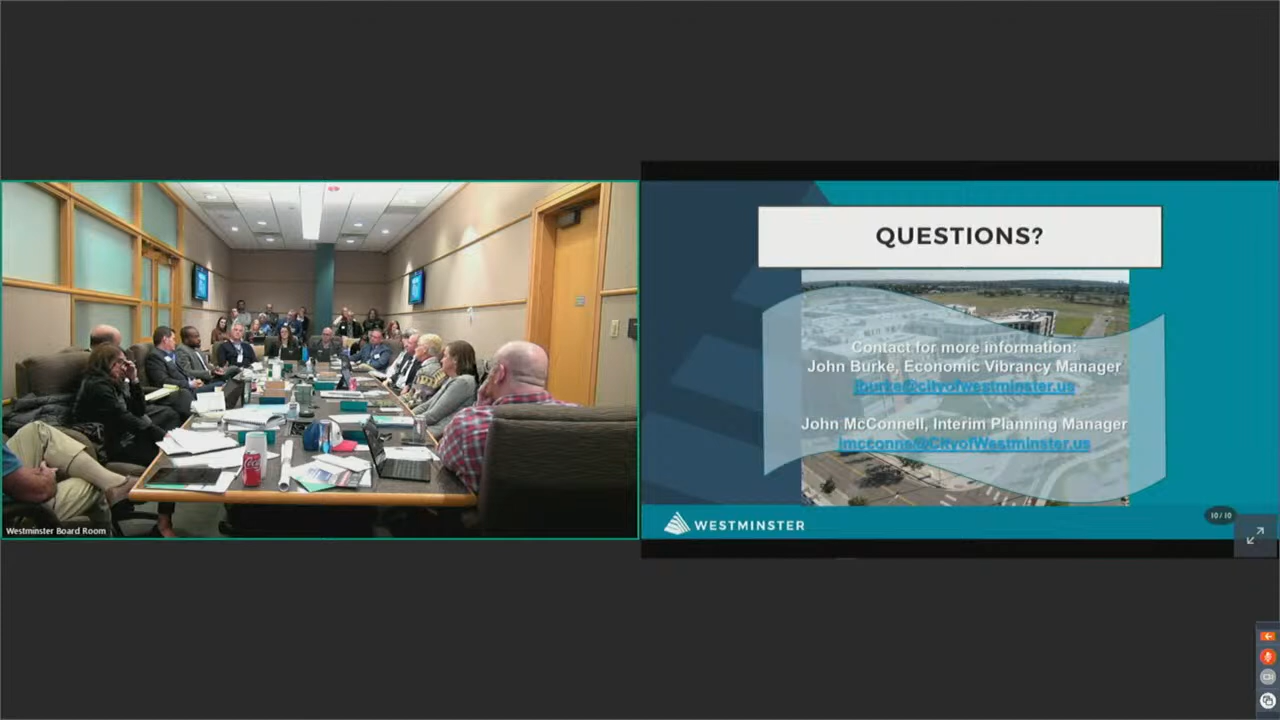 QUESTIONS?
Contact for more information:
John Burke, Economic Vibrancy Manager
jburke@cityofwestminster.us
John McConnell, Interim Planning Manager
jmcconne@CityofWestminster.us
WESTMINSTER
10/10
Westminster Board Room